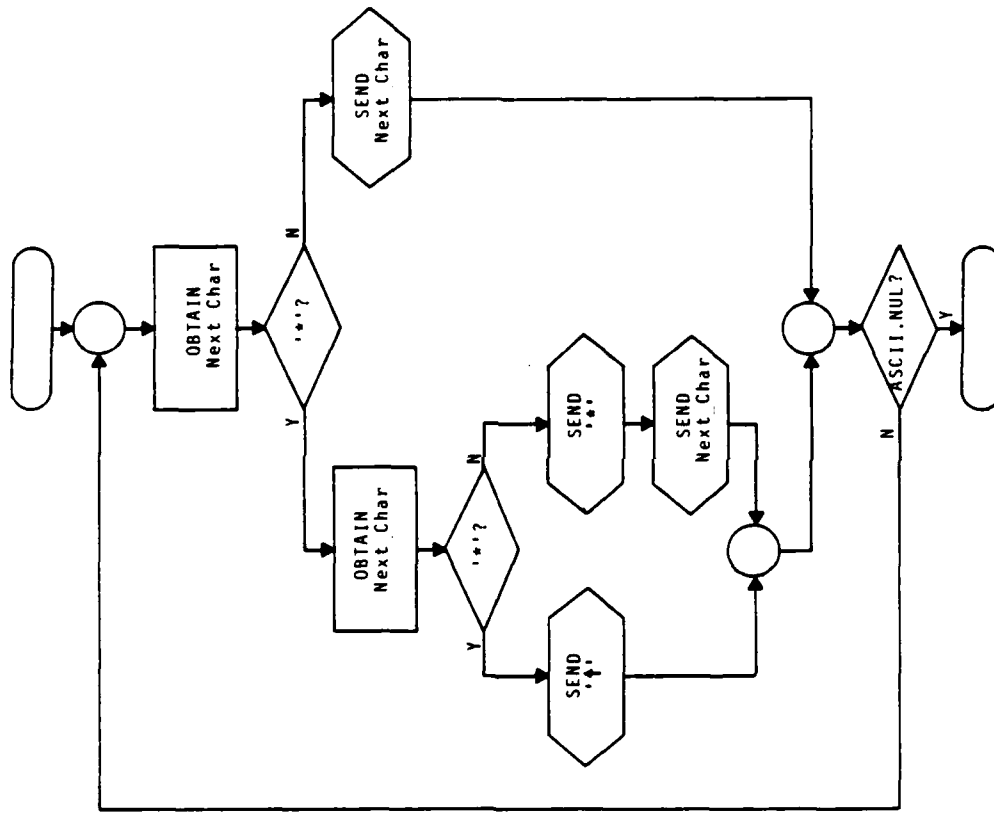 OBTAIN
Next Char
'*'?
N
Y
SEND
Next Char
OBTAIN
Next Char
'*'?
Y
N
SEND
'↑'
SEND
'*'
SEND
Next Char
ASCII.NUL?
N
Y